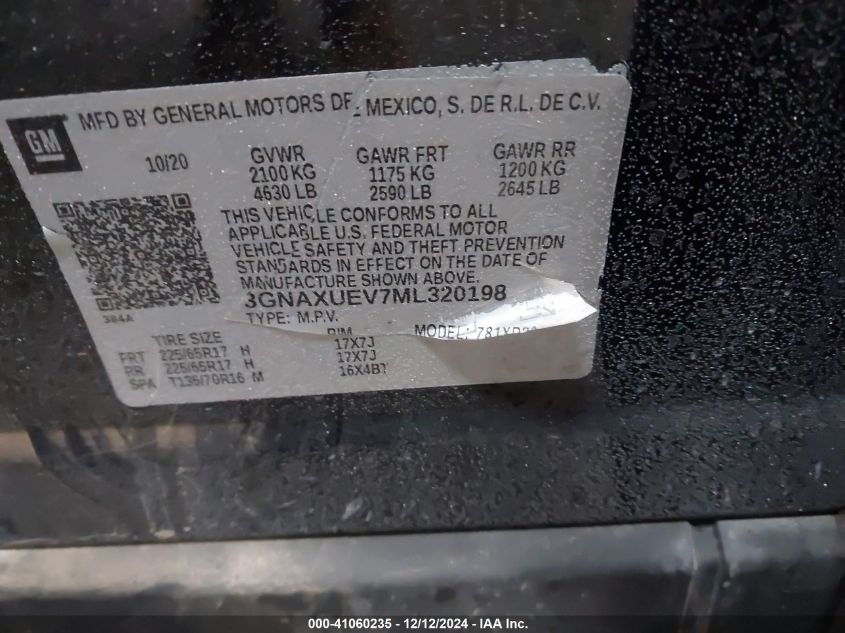 MFD BY GENERAL MOTORS DE MEXICO, S. DE R.L. DE C.V.
GM
10/20 GVWR GAWR FRT GAWR RR
2100 KG 1175 KG 1200 KG
4630 LB 2590 LB 2645 LB
THIS VEHICLE CONFORMS TO ALL
APPLICABLE U.S. FEDERAL MOTOR
VEHICLE SAFETY AND THEFT PREVENTION
STANDARDS IN EFFECT ON THE DATE OF
MANUFACTURE SHOWN ABOVE.
3GNAXUEV7ML320198
384A
TYPE: M.P.V. MODEL:
TIRE SIZE RIM
FRT 225/65R17 H 17X7J
RR 225/65R17 H 17X7J
SPA T135/70R16 M 16X4BT
000-41060235 - 12/12/2024 - IAA Inc.